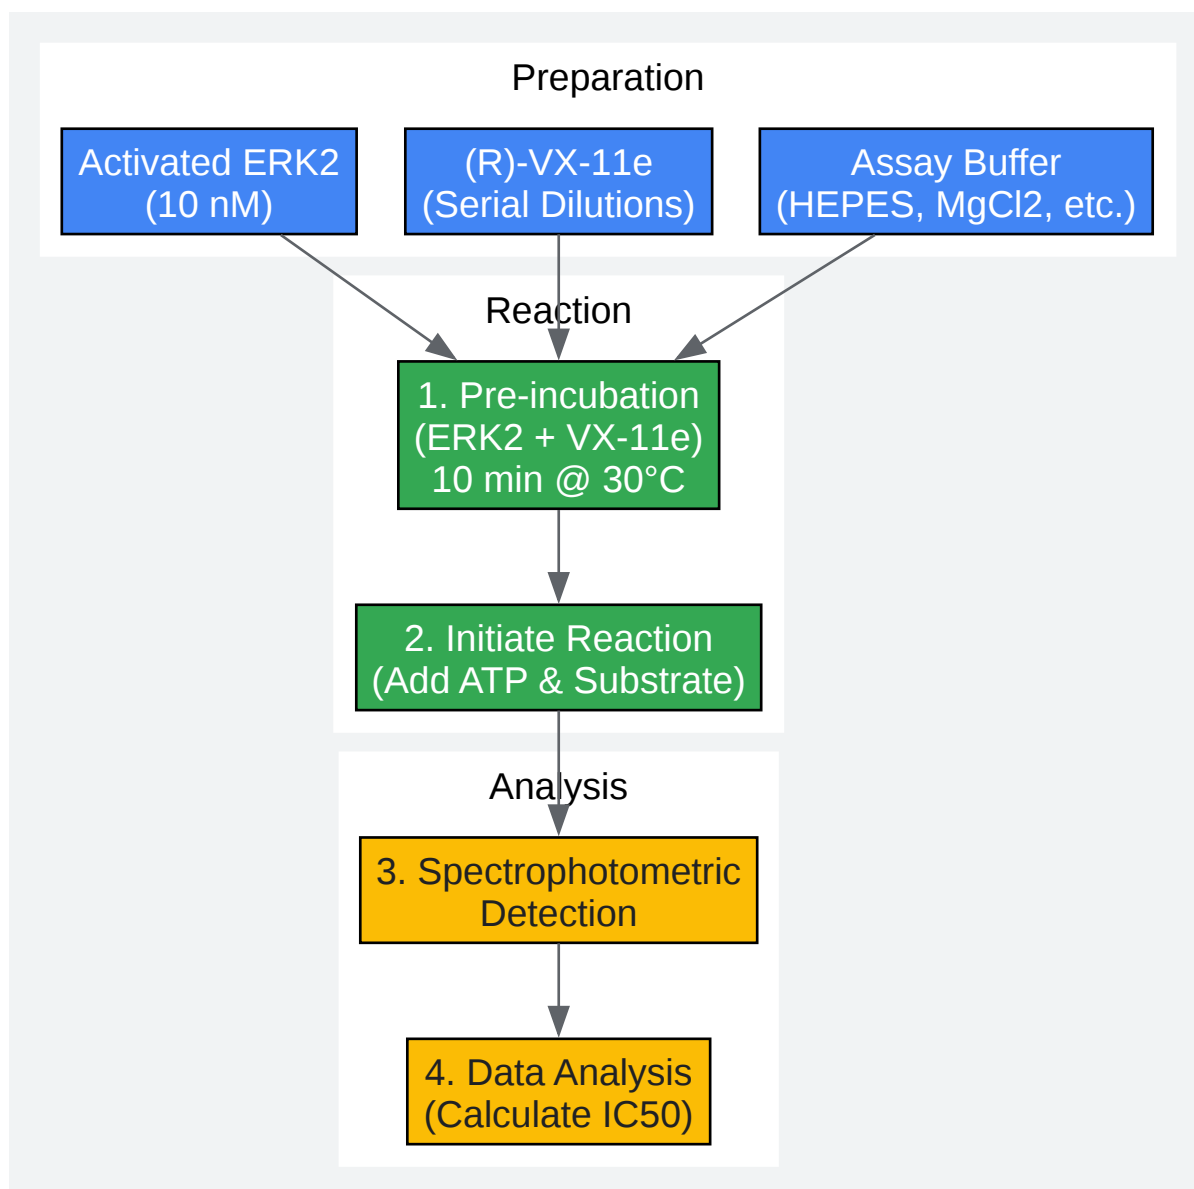 Preparation
Activated ERK2
(10 nM)
(R)-VX-11e
(Serial Dilutions)
Assay Buffer
(HEPES, MgCl2, etc.)
Reaction
1. Pre-incubation
(ERK2 + VX-11e)
10 min @ 30°C
2. Initiate Reaction
(Add ATP & Substrate)
Analysis
3. Spectrophotometric
Detection
4. Data Analysis
(Calculate IC50)